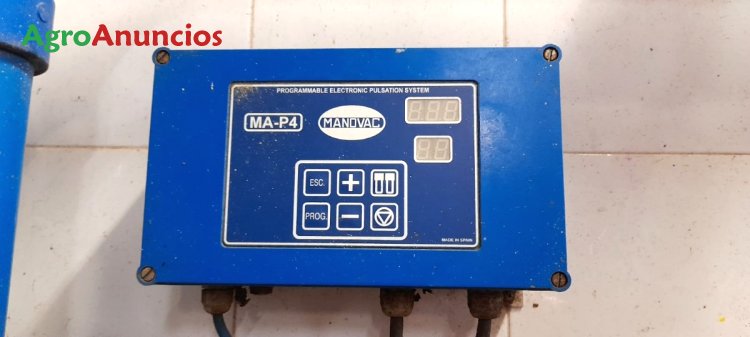 AgroAnuncios
PROGRAMMABLE ELECTRONIC PULSATION SYSTEM
MA-P4
MANOVAC
ESC.
PROG.
MADE IN SPAIN